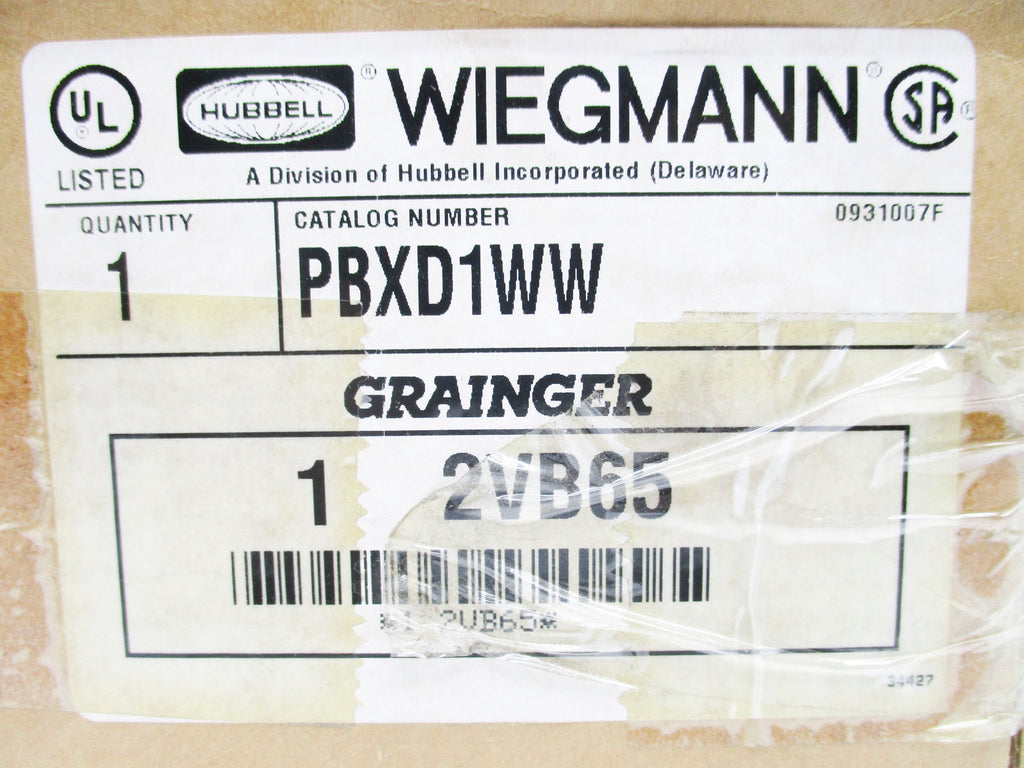 UL
LISTED
HUBBELL ® WIEGMANN ® SA ®
A Division of Hubbell Incorporated (Delaware)
QUANTITY
1
CATALOG NUMBER
0931007F
PBXD1WW
GRAINGER
1 2VB65
*1 2VB65*
34427